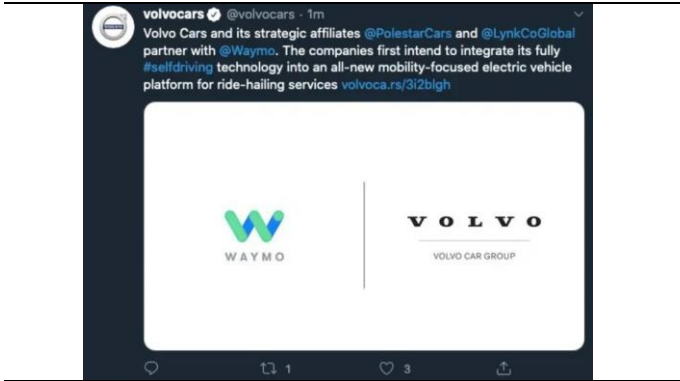 volvocars @volvocars · 1m
Volvo Cars and its strategic affiliates @PolestarCars and @LynkCoGlobal
partner with @Waymo. The companies first intend to integrate its fully
#selfdriving technology into an all-new mobility-focused electric vehicle
platform for ride-hailing services volvoca.rs/3i2blgh
WAYMO
VOLVO
VOLVO CAR GROUP
1 3